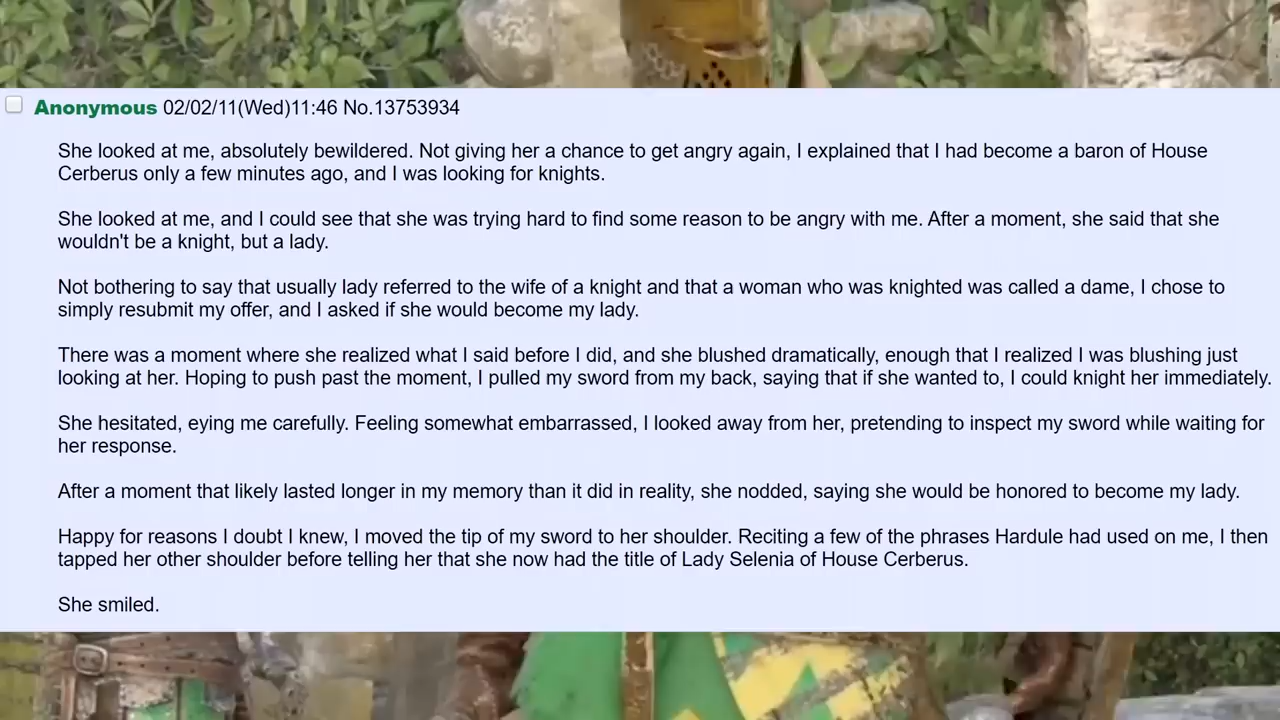 Anonymous 02/02/11(Wed)11:46 No.13753934
She looked at me, absolutely bewildered. Not giving her a chance to get angry again, I explained that I had become a baron of House
Cerberus only a few minutes ago, and I was looking for knights.
She looked at me, and I could see that she was trying hard to find some reason to be angry with me. After a moment, she said that she
wouldn't be a knight, but a lady.
Not bothering to say that usually lady referred to the wife of a knight and that a woman who was knighted was called a dame, I chose to
simply resubmit my offer, and I asked if she would become my lady.
There was a moment where she realized what I said before I did, and she blushed dramatically, enough that I realized I was blushing just
looking at her. Hoping to push past the moment, I pulled my sword from my back, saying that if she wanted to, I could knight her immediately.
She hesitated, eying me carefully. Feeling somewhat embarrassed, I looked away from her, pretending to inspect my sword while waiting for
her response.
After a moment that likely lasted longer in my memory than it did in reality, she nodded, saying she would be honored to become my lady.
Happy for reasons I doubt I knew, I moved the tip of my sword to her shoulder. Reciting a few of the phrases Hardule had used on me, I then
tapped her other shoulder before telling her that she now had the title of Lady Selenia of House Cerberus.
She smiled.